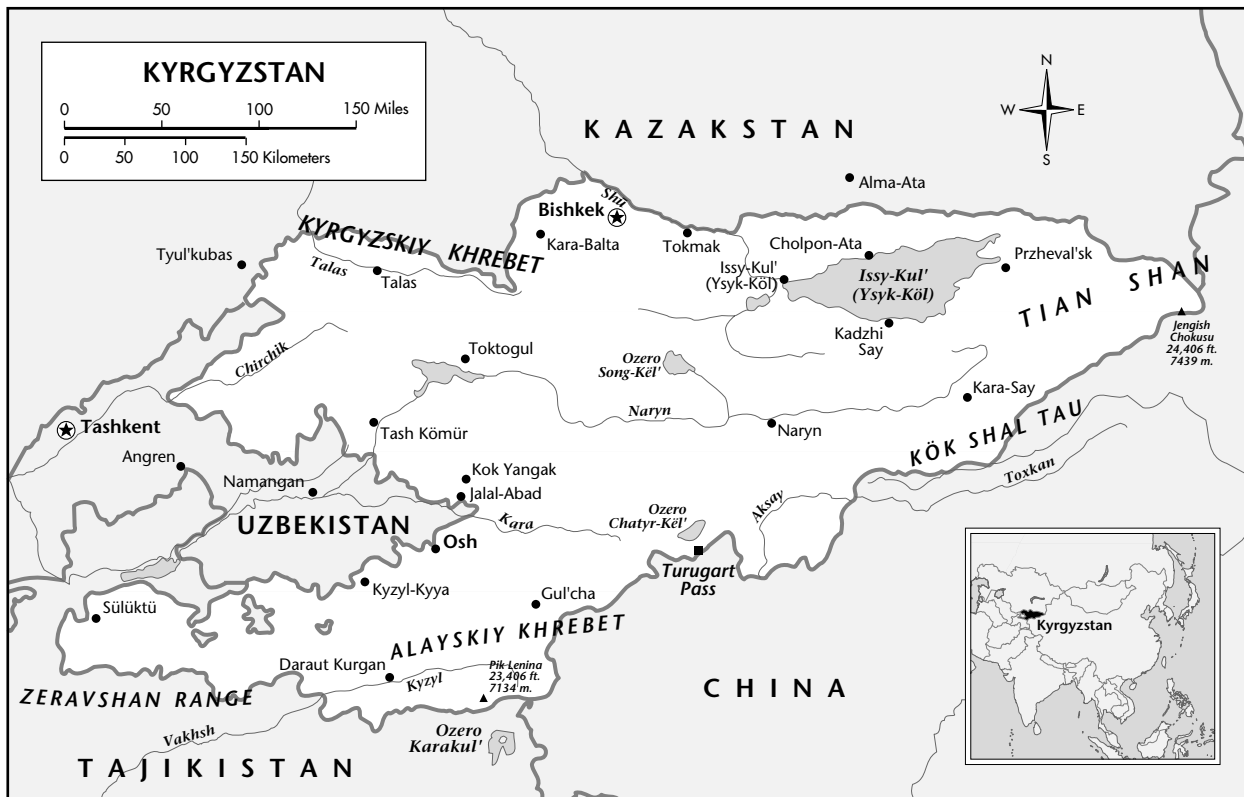 KYRGYZSTAN
0 50 100 150 Miles
0 50 100 150 Kilometers
N
W E
S
KAZAKSTAN
Alma-Ata
Shu
Bishkek
KYRGYZSKIY KHREBET
Kara-Balta
Tokmak
Cholpon-Ata
Tyul'kubas
Talas
Talas
Issy-Kul'
(Ysyk-Köl)
Issy-Kul'
(Ysyk-Köl)
Przheval'sk
TIAN SHAN
Jengish
Chokusu
24,406 ft.
7439 m.
Kadzhi
Say
Chirchik
Toktogul
Ozero
Song-Kël'
Kara-Say
Naryn
Naryn
Tashkent
Tash Kömür
KÖK SHAL TAU
Angren
Toxkan
Namangan
Kok Yangak
Jalal-Abad
UZBEKISTAN
Kara
Ozero
Chatyr-Kël'
Aksay
Osh
Turugart
Pass
Kyzyl-Kyya
Gul'cha
Sülüktü
ALAYSKIY KHREBET
Daraut Kurgan
Kyzyl
Pik Lenina
23,406 ft.
7134 m.
ZERAVSHAN RANGE
CHINA
Vakhsh
Ozero
Karakul'
TAJIKISTAN
Kyrgyzstan